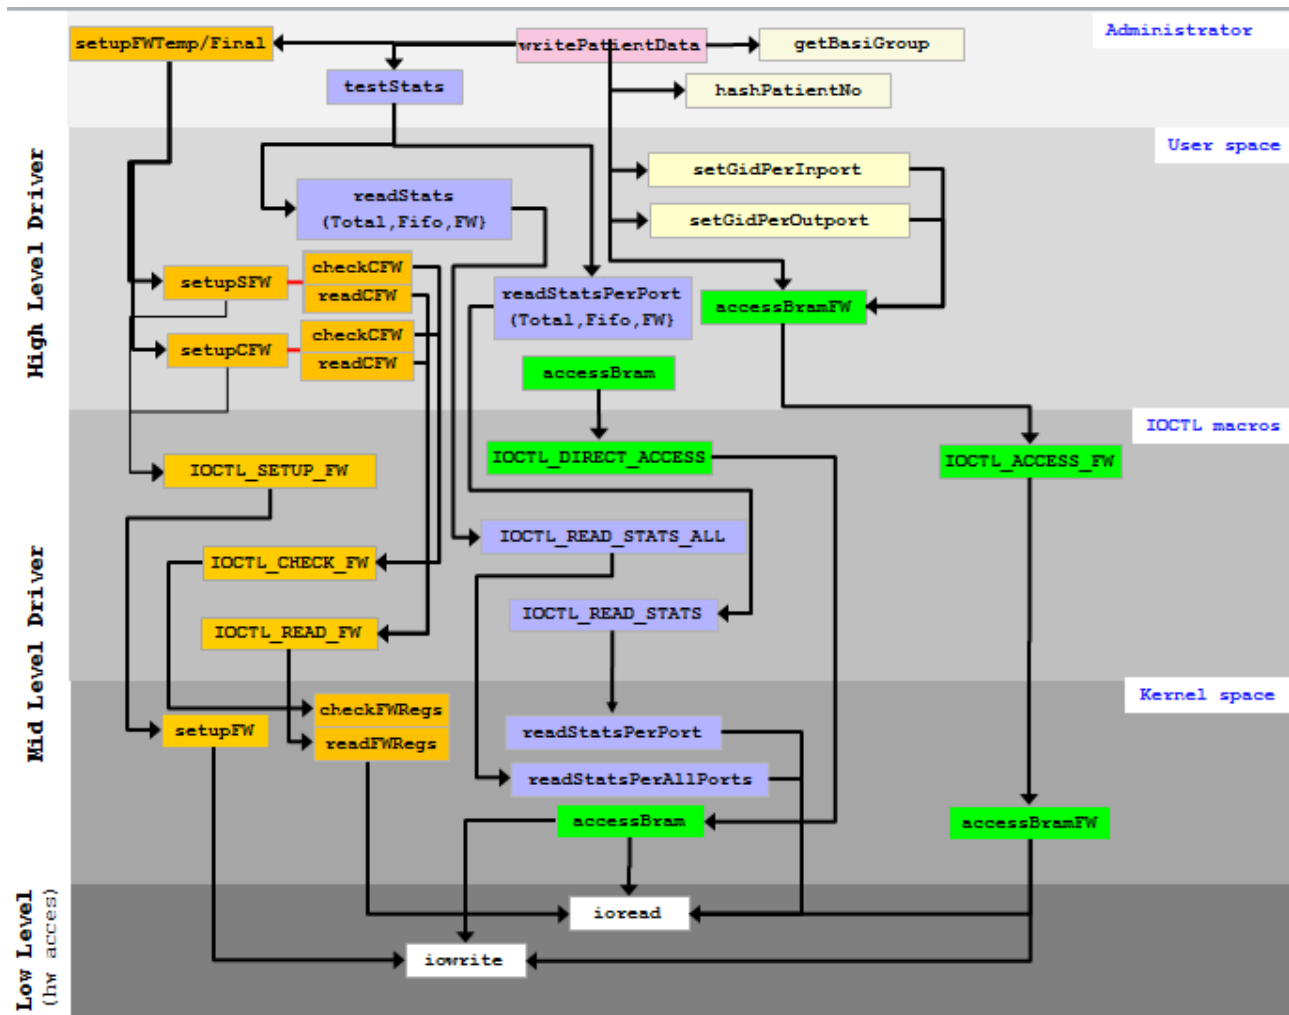 setupFWTemp/Final
writePatientData
getBasiGroup
Administrator
testStats
hashPatientNo
User space
High Level Driver
setGidPerInport
readStats
(Total,Fifo,FW}
setGidPerOutport
setupSFW
checkCFW
readCFW
readStatsPerPort
(Total,Fifo,FW}
accessBramFW
setupCFW
checkCFW
readCFW
accessBram
IOCTL macros
IOCTL_SETUP_FW
IOCTL_DIRECT_ACCESS
IOCTL_ACCESS_FW
Mid Level Driver
IOCTL_READ_STATS_ALL
IOCTL_CHECK_FW
IOCTL_READ_STATS
IOCTL_READ_FW
Kernel space
checkFWRegs
setupFW
readFWRegs
readStatsPerPort
readStatsPerAllPorts
accessBram
accessBramFW
Low Level
(hw acces)
ioread
iowrite